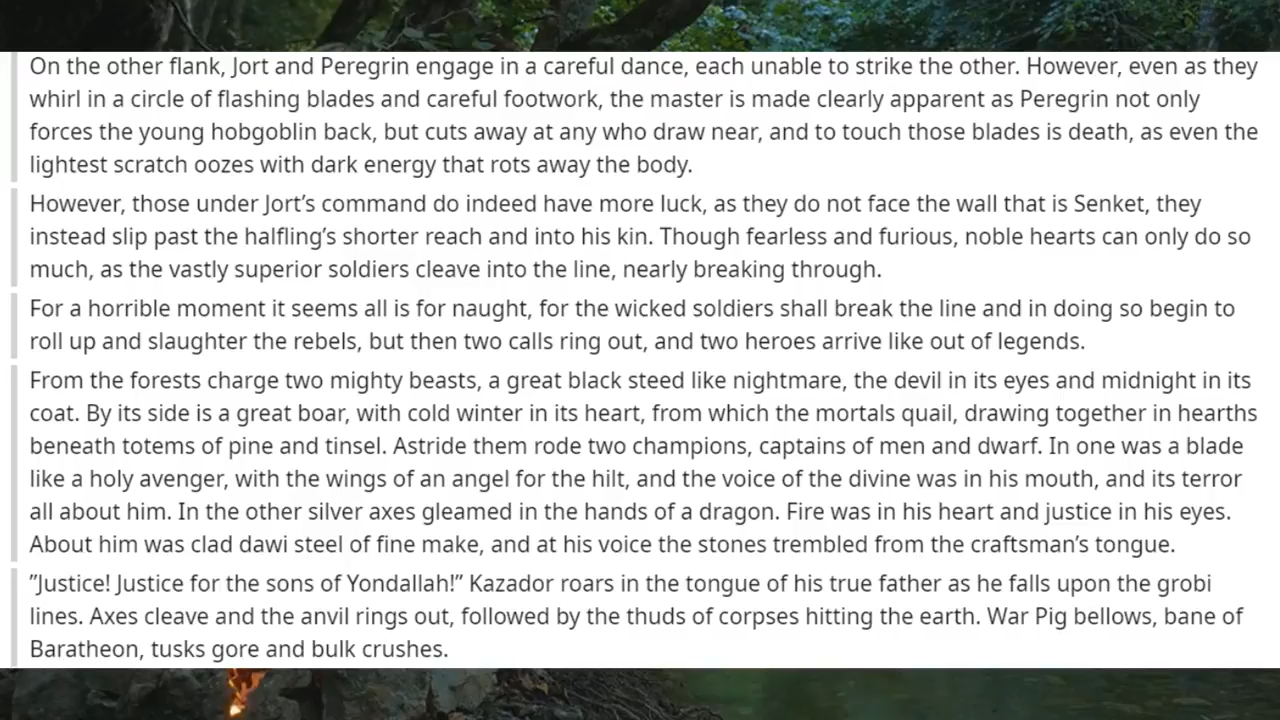 On the other flank, Jort and Peregrin engage in a careful dance, each unable to strike the other. However, even as they
whirl in a circle of flashing blades and careful footwork, the master is made clearly apparent as Peregrin not only
forces the young hobgoblin back, but cuts away at any who draw near, and to touch those blades is death, as even the
lightest scratch oozes with dark energy that rots away the body.
However, those under Jort’s command do indeed have more luck, as they do not face the wall that is Senket, they
instead slip past the halfling’s shorter reach and into his kin. Though fearless and furious, noble hearts can only do so
much, as the vastly superior soldiers cleave into the line, nearly breaking through.
For a horrible moment it seems all is for naught, for the wicked soldiers shall break the line and in doing so begin to
roll up and slaughter the rebels, but then two calls ring out, and two heroes arrive like out of legends.
From the forests charge two mighty beasts, a great black steed like nightmare, the devil in its eyes and midnight in its
coat. By its side is a great boar, with cold winter in its heart, from which the mortals quail, drawing together in hearths
beneath totems of pine and tinsel. Astride them rode two champions, captains of men and dwarf. In one was a blade
like a holy avenger, with the wings of an angel for the hilt, and the voice of the divine was in his mouth, and its terror
all about him. In the other silver axes gleamed in the hands of a dragon. Fire was in his heart and justice in his eyes.
About him was clad dawi steel of fine make, and at his voice the stones trembled from the craftsman’s tongue.
”Justice! Justice for the sons of Yondallah!” Kazador roars in the tongue of his true father as he falls upon the grobi
lines. Axes cleave and the anvil rings out, followed by the thuds of corpses hitting the earth. War Pig bellows, bane of
Baratheon, tusks gore and bulk crushes.